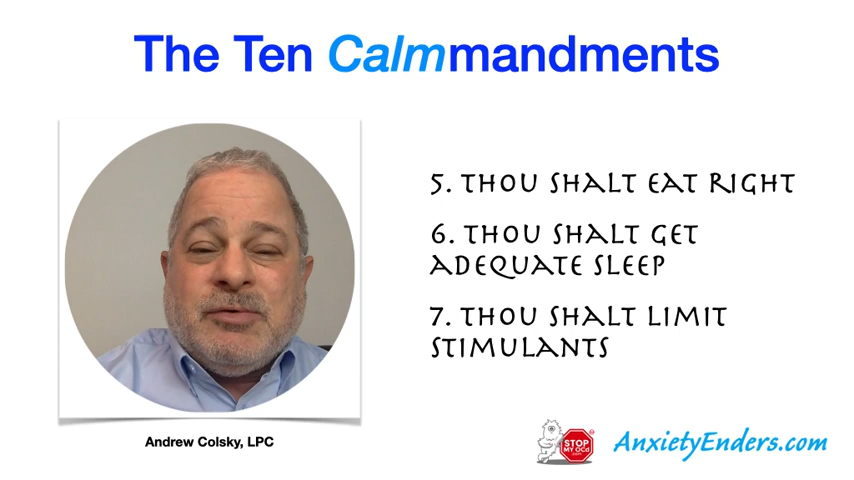 The Ten Calmmandments
5. THOU SHALT EAT RIGHT
6. THOU SHALT GET
ADEQUATE SLEEP
7. THOU SHALT LIMIT
STIMULANTS
Andrew Colsky, LPC
STOP
MY OCD
AnxietyEnders.com